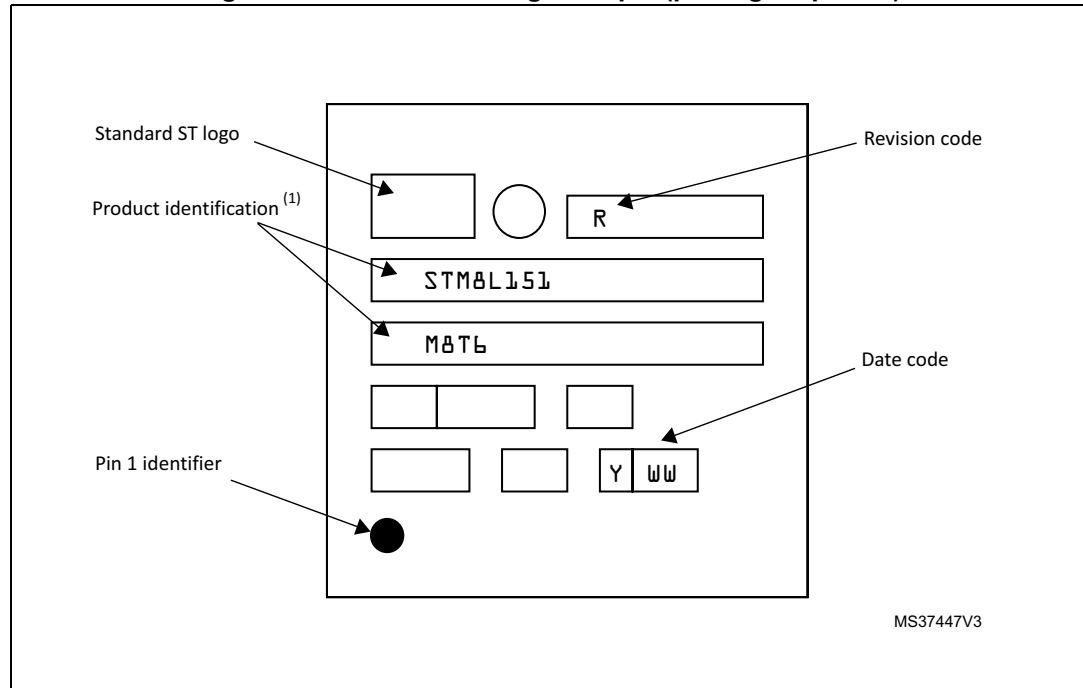 Standard ST logo
Revision code
Product identification (1)
R
STM8L151
M8T6
Date code
Pin 1 identifier
Y WW
MS37447V3